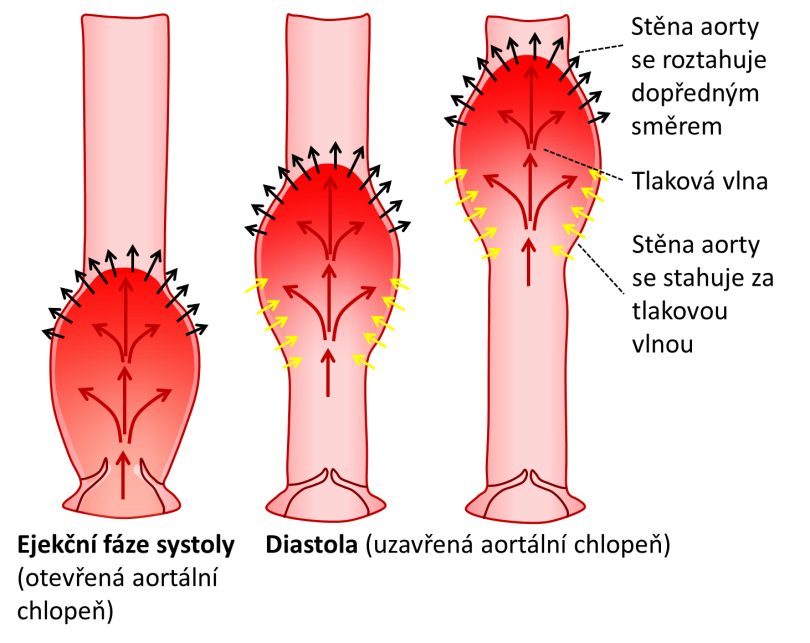 Stěna aorty
se roztahuje
dopředným
směrem
Tlaková vlna
Stěna aorty
se stahuje za
tlakovou
vlnou
Ejekční fáze systoly
(otevřená aortální
chlopeň)
Diastola (uzavřená aortální chlopeň)